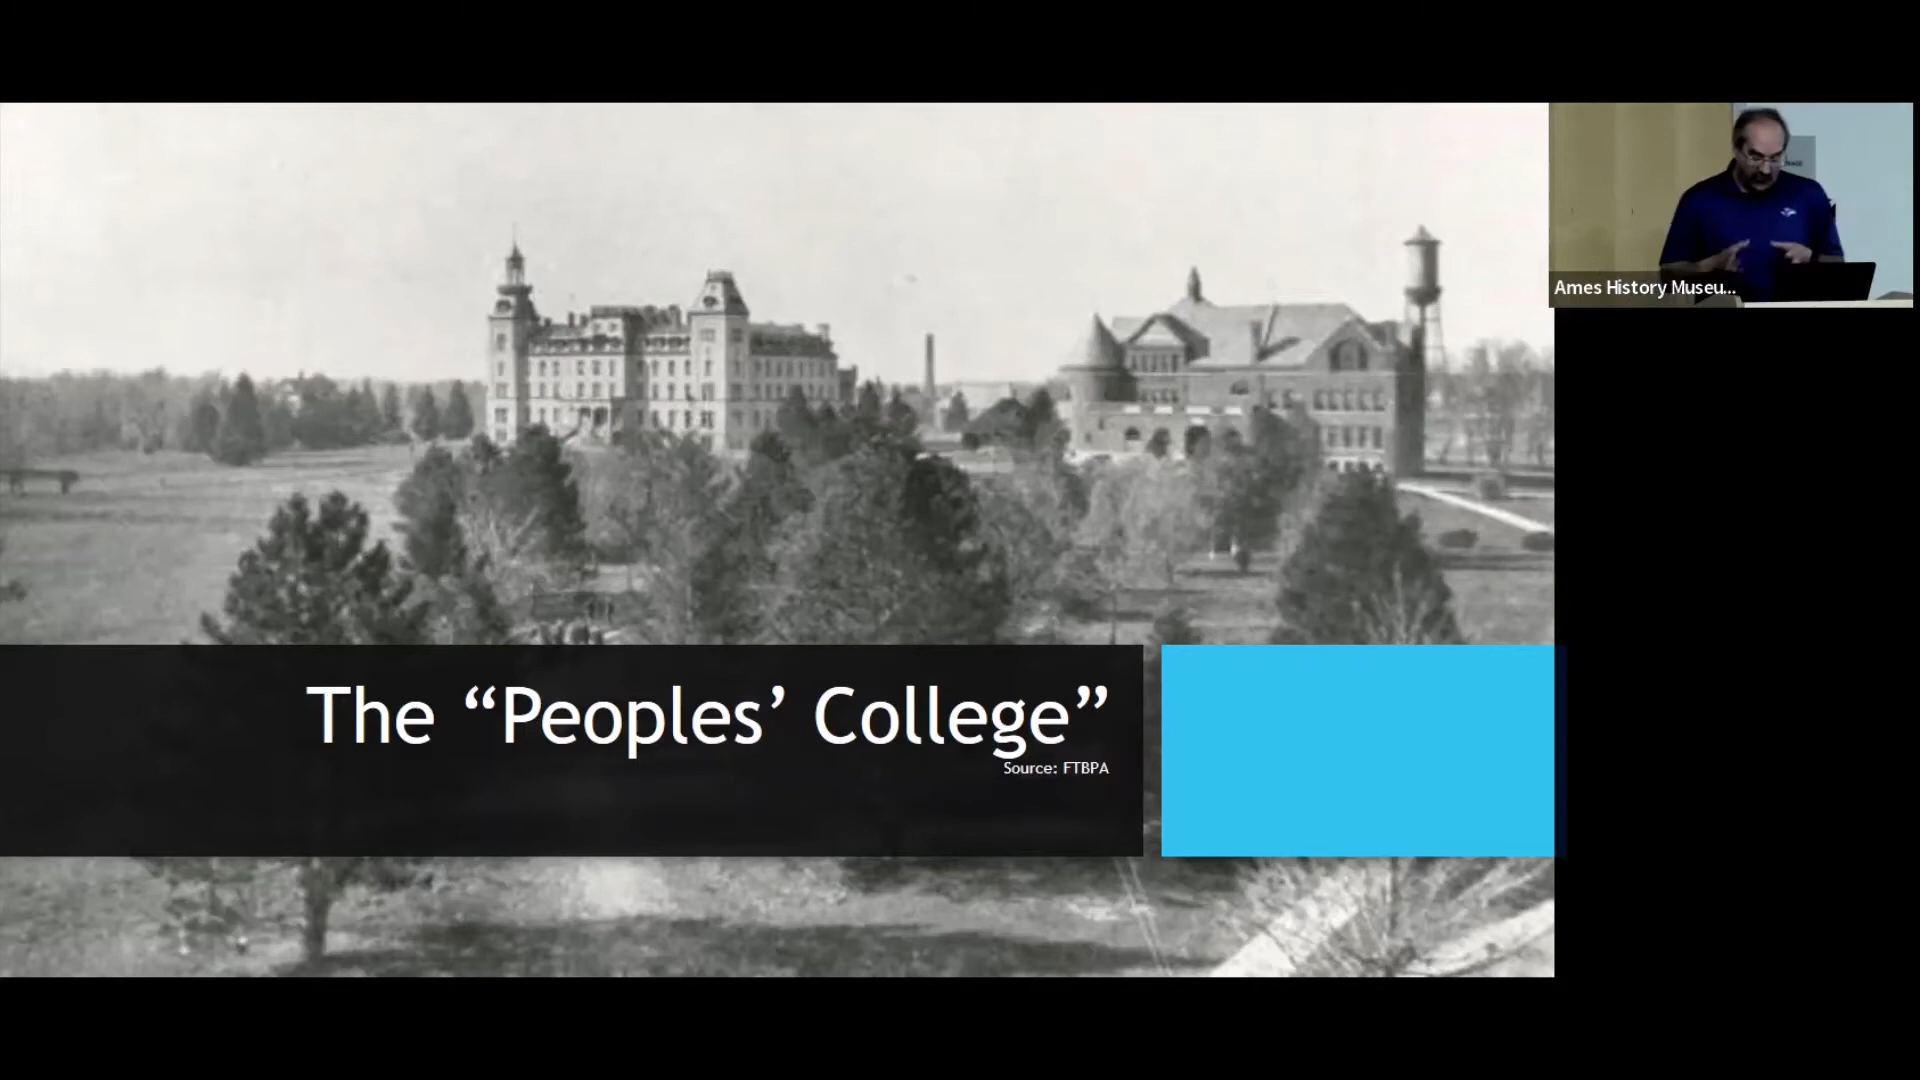 The “Peoples’ College”
Source: FTBPA
Ames History Museu...